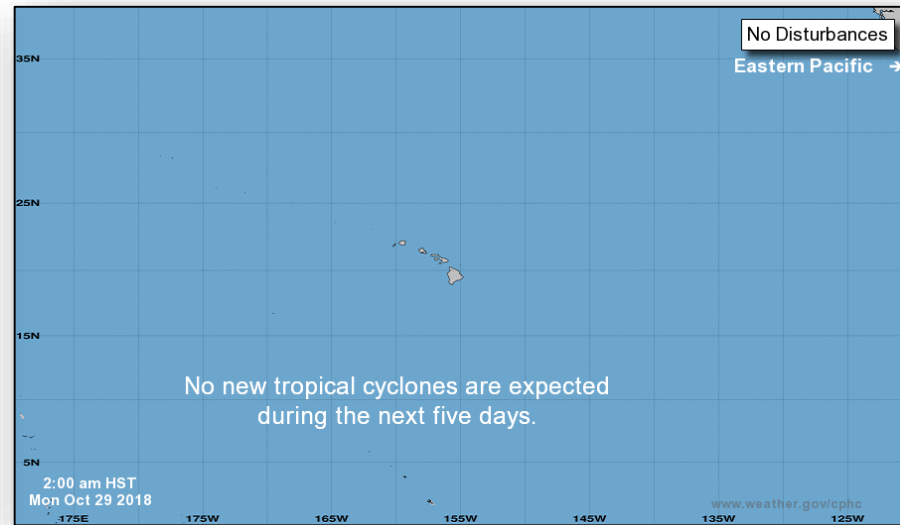 No Disturbances
Eastern Pacific →
35N
25N
15N
No new tropical cyclones are expected
during the next five days.
5N
2:00 am HST
Mon Oct 29 2018
www.weather.gov/cphc
175E
175W
165W
155W
145W
135W
125W